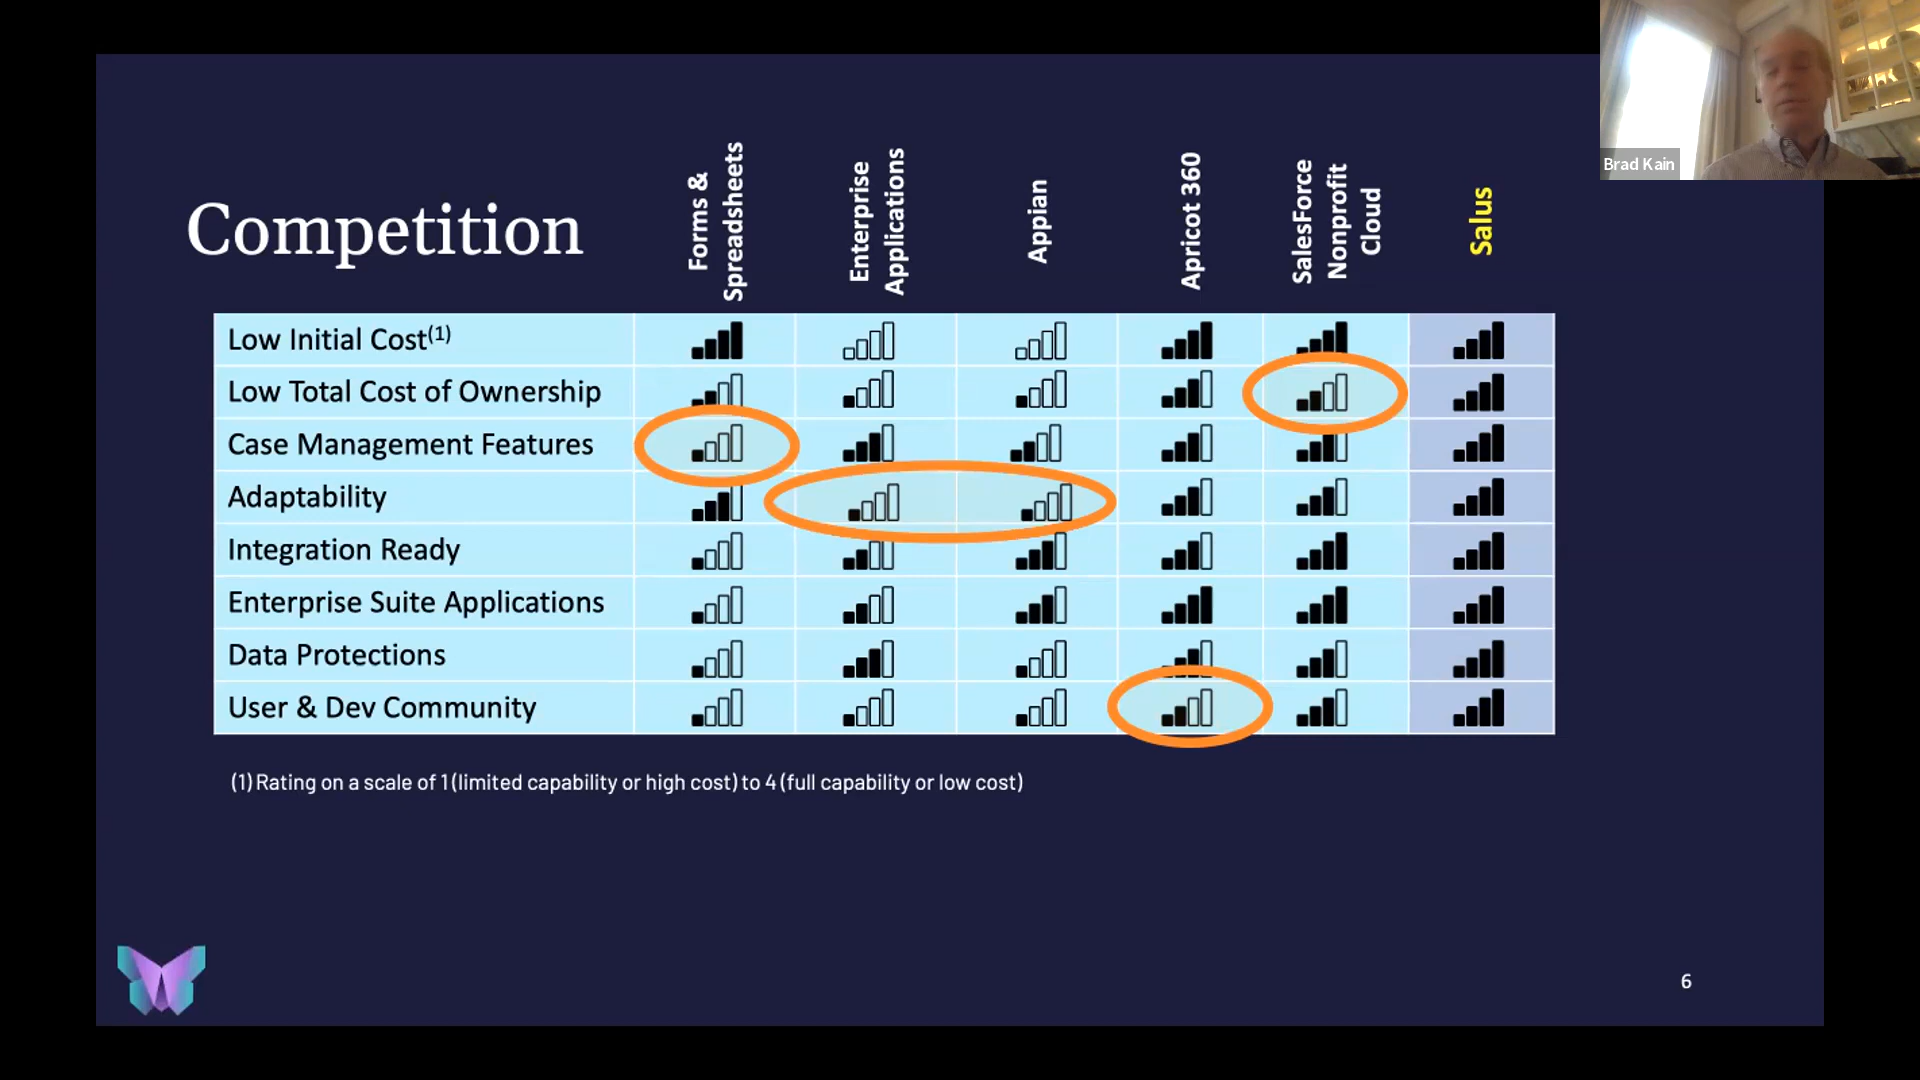 Brad Kain
Competition
Forms &
Spreadsheets
Enterprise
Applications
Appian
Apricot 360
SalesForce
Nonprofit
Cloud
Salus
Low Initial Cost(1)
Low Total Cost of Ownership
Case Management Features
Adaptability
Integration Ready
Enterprise Suite Applications
Data Protections
User & Dev Community
(1) Rating on a scale of 1 (limited capability or high cost) to 4 (full capability or low cost)
6